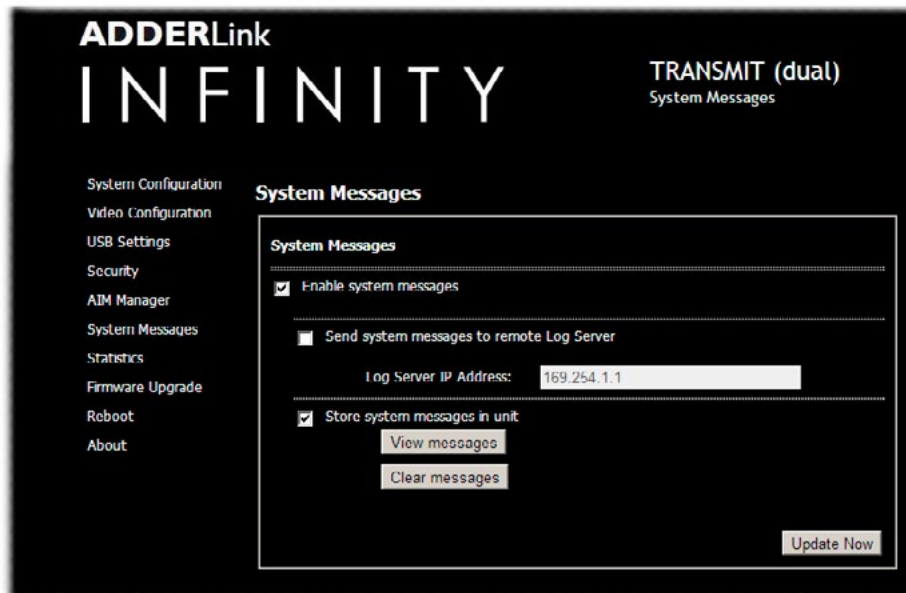 ADDERLink
INFINITY
TRANSMIT (dual)
System Messages
System Configuration
Video Configuration
USB Settings
Security
AIM Manager
System Messages
Statistics
Firmware Upgrade
Reboot
About
System Messages
System Messages
Enable system messages
Send system messages to remote Log Server
Log Server IP Address: 169.254.1.1
Store system messages in unit
View messages
Clear messages
Update Now